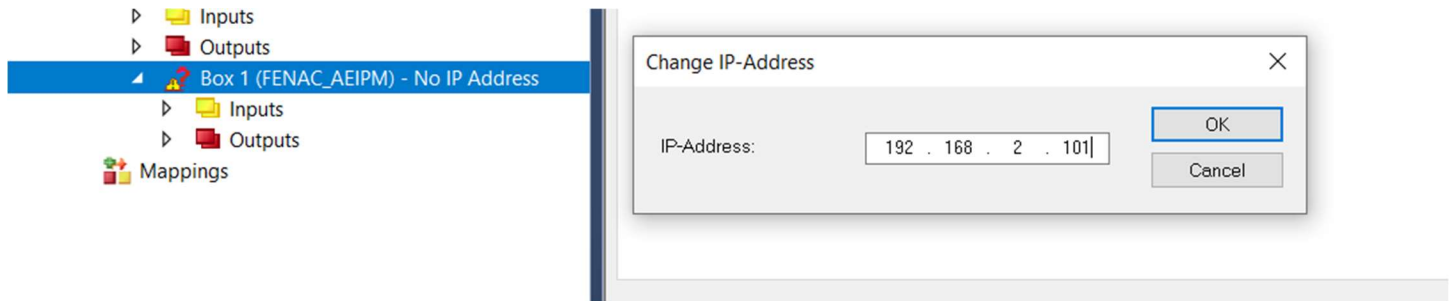 Inputs
Outputs
Box 1 (FENAC_AEIPM) - No IP Address
Inputs
Outputs
Mappings
Change IP-Address
IP-Address:
192 . 168 . 2 . 101
OK
Cancel